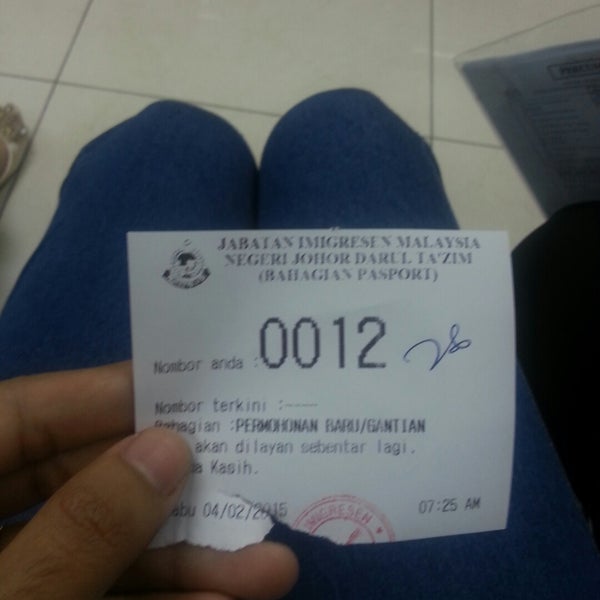 JABATAN IMIGRESEN MALAYSIA
NEGERI JOHOR DARUL TA'ZIM
(BAHAGIAN PASPORT)
Nombor anda : 0012
Nombor terkini :----
Bahagian :PERMOHONAN BARU/GANTIAN
akan dilayan sebentar lagi.
Kasih.
04/02/2015 07:25 AM
IMIGRESEN